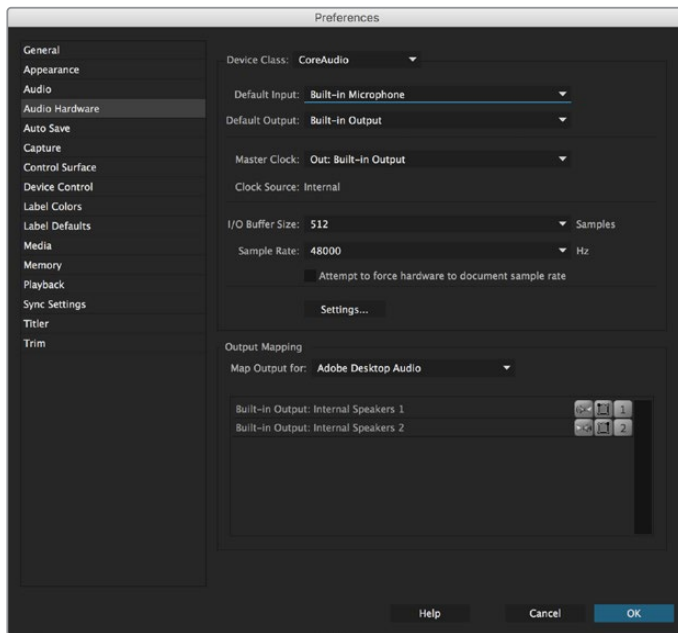 Preferences
General
Appearance
Audio
Audio Hardware
Auto Save
Capture
Control Surface
Device Control
Label Colors
Label Defaults
Media
Memory
Playback
Sync Settings
Titler
Trim
Device Class: CoreAudio
Default Input: Built-in Microphone
Default Output: Built-in Output
Master Clock: Out: Built-in Output
Clock Source: Internal
I/O Buffer Size: 512 Samples
Sample Rate: 48000 Hz
Attempt to force hardware to document sample rate
Settings...
Output Mapping
Map Output for: Adobe Desktop Audio
Built-in Output: Internal Speakers 1 1
Built-in Output: Internal Speakers 2 2
Help Cancel OK